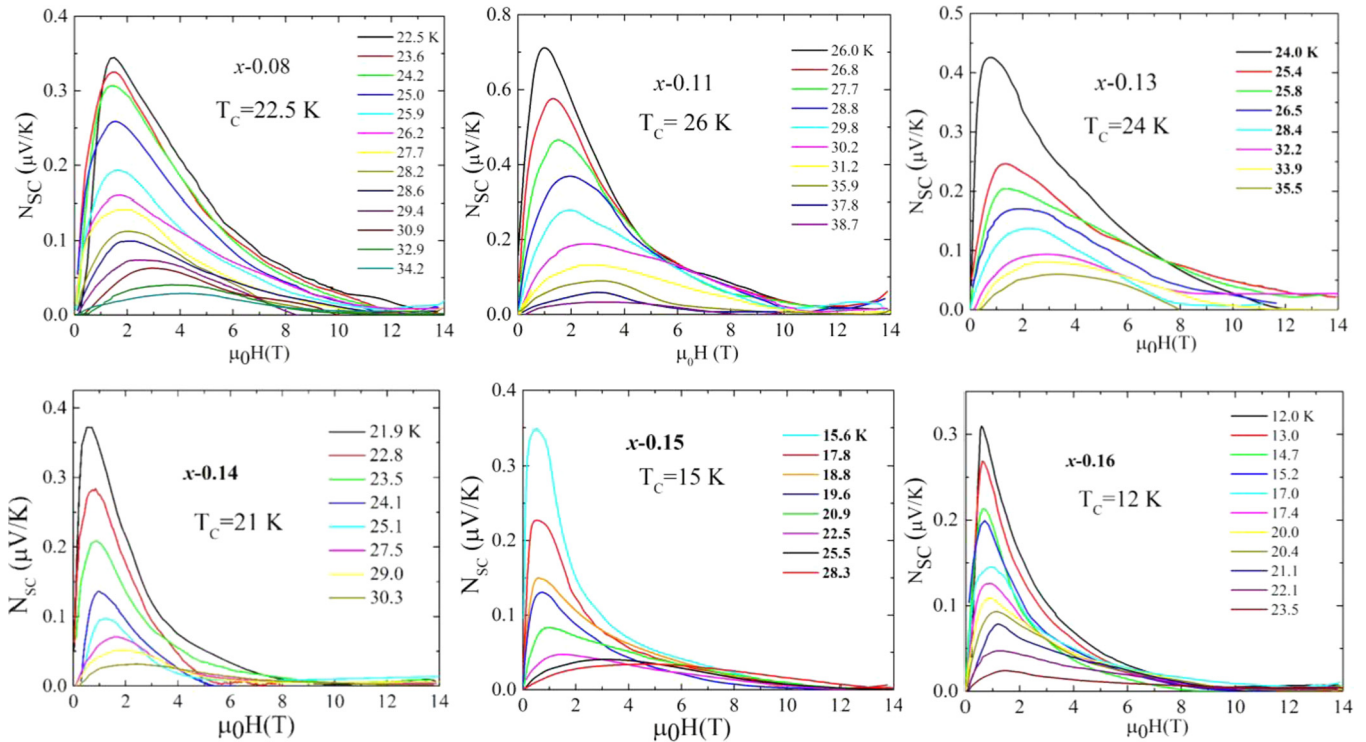 0.4
0.3
0.2
0.1
0.0
N_SC (μV/K)
x-0.08
T_C=22.5 K
22.5 K
23.6
24.2
25.0
25.9
26.2
27.7
28.2
28.6
29.4
30.9
32.9
34.2
0 2 4 6 8 10 12 14
μ₀H(T)
0.8
0.6
0.4
0.2
0.0
N_SC (μV/K)
x-0.11
T_C= 26 K
26.0 K
26.8
27.7
28.8
29.8
30.2
31.2
35.9
37.8
38.7
0 2 4 6 8 10 12 14
μ₀H (T)
0.5
0.4
0.3
0.2
0.1
0.0
N_SC (μV/K)
x-0.13
T_C= 24 K
24.0 K
25.4
25.8
26.5
28.4
32.2
33.9
35.5
0 2 4 6 8 10 12 14
μ₀H(T)
0.4
0.3
0.2
0.1
0.0
N_SC (μV/K)
x-0.14
T_C=21 K
21.9 K
22.8
23.5
24.1
25.1
27.5
29.0
30.3
0 2 4 6 8 10 12 14
μ₀H(T)
0.4
0.3
0.2
0.1
0.0
N_SC (μV/K)
x-0.15
T_C=15 K
15.6 K
17.8
18.8
19.6
20.9
22.5
25.5
28.3
0 2 4 6 8 10 12 14
μ₀H(T)
0.3
0.2
0.1
0.0
N_SC (μV/K)
x-0.16
T_C=12 K
12.0 K
13.0
14.7
15.2
17.0
17.4
20.0
20.4
21.1
22.1
23.5
0 2 4 6 8 10 12 14
μ₀H(T)